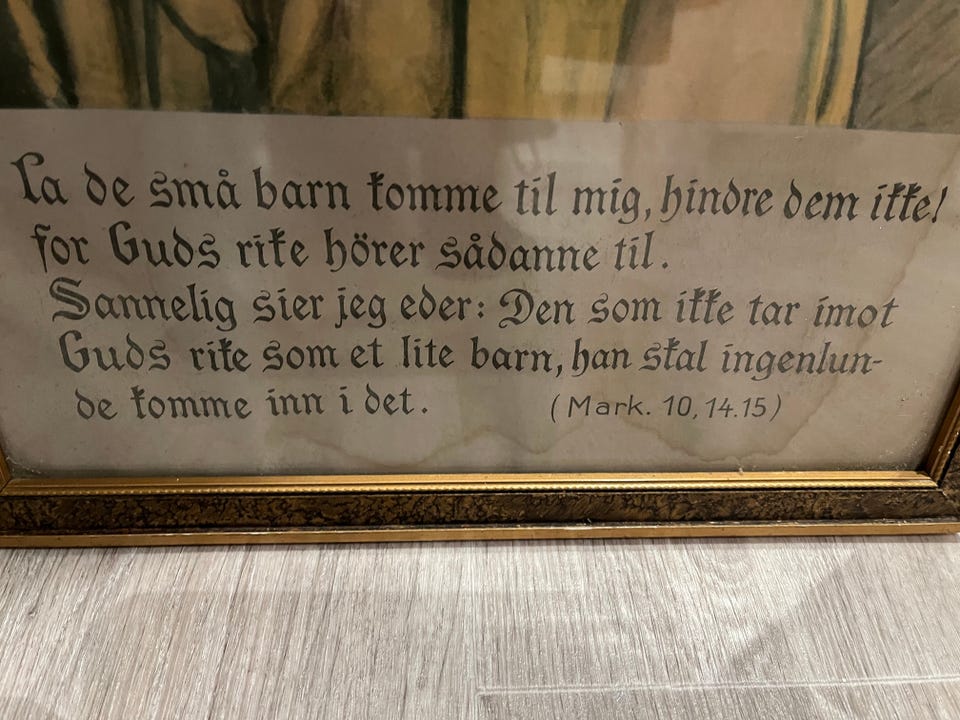 La de små barn komme til mig, hindre dem ikke!
for Guds rike hörer sådanne til.
Sannelig sier jeg eder: Den som ikke tar imot
Guds rike som et lite barn, han skal ingenlun-
de komme inn i det. (Mark. 10, 14.15)